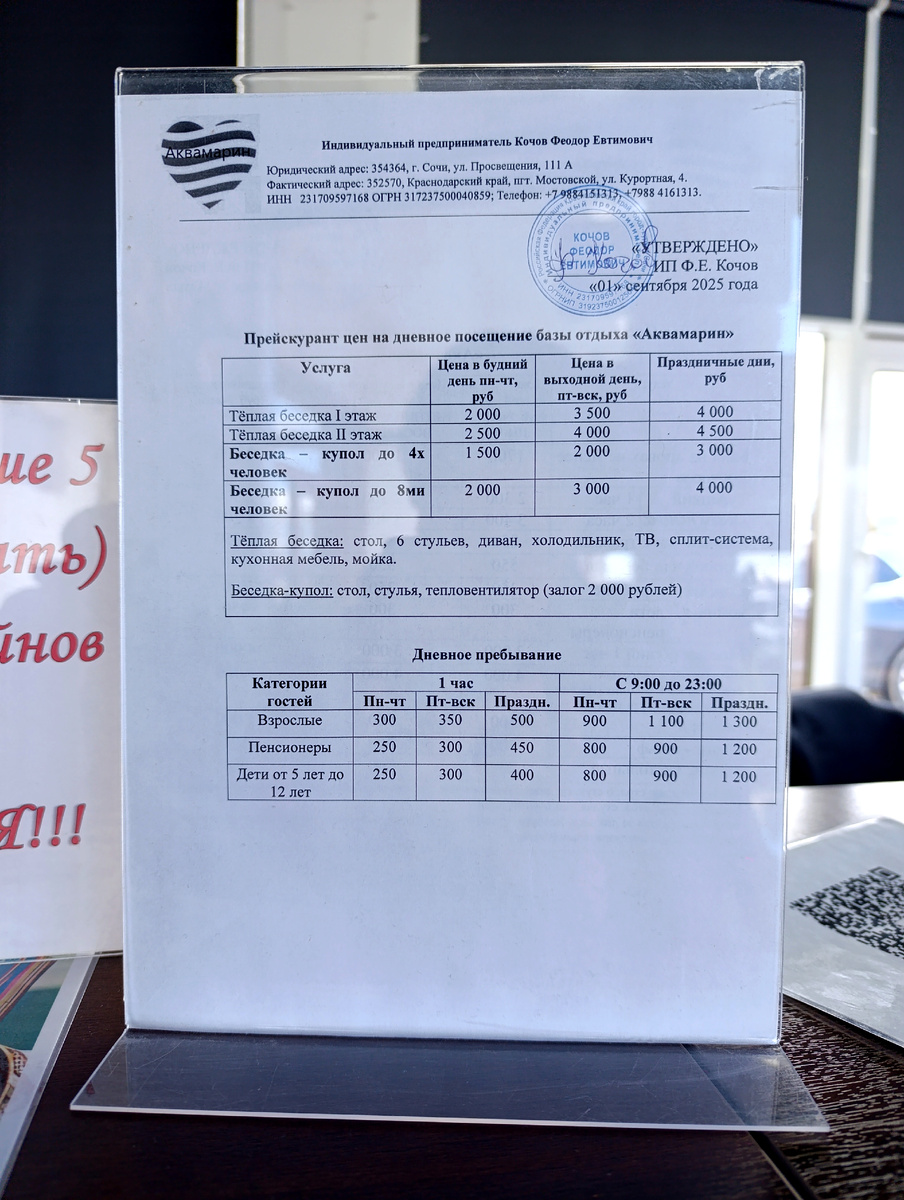 Аквамарин
Индивидуальный предприниматель Кочов Феодор Евтимович
Юридический адрес: 354364, г. Сочи, ул. Просвещения, 111 А
Фактический адрес: 352570, Краснодарский край, пгт. Мостовской, ул. Курортная, 4.
ИНН 231709597168 ОГРН 317237500040859; Телефон: +7 9884151313, +7988 4161313.
КОЧОВ
ФЕОДОР
ЕВТИМОВИЧ
«УТВЕРЖДЕНО»
ИП Ф.Е. Кочов
«01» сентября 2025 года
Прейскурант цен на дневное посещение базы отдыха «Аквамарин»
Услуга Цена в будний день пн-чт, руб Цена в выходной день, пт-вск, руб Праздничные дни, руб
Тёплая беседка I этаж 2 000 3 500 4 000
Тёплая беседка II этаж 2 500 4 000 4 500
Беседка – купол до 4х человек 1 500 2 000 3 000
Беседка – купол до 8ми человек 2 000 3 000 4 000
Тёплая беседка: стол, 6 стульев, диван, холодильник, ТВ, сплит-система,
кухонная мебель, мойка.
Беседка-купол: стол, стулья, тепловентилятор (залог 2 000 рублей)
Дневное пребывание
Категории гостей 1 час С 9:00 до 23:00
Пн-чт Пт-вск Праздн. Пн-чт Пт-вск Праздн.
Взрослые 300 350 500 900 1 100 1 300
Пенсионеры 250 300 450 800 900 1 200
Дети от 5 лет до 12 лет 250 300 400 800 900 1 200
ше 5
ать)
йнов
Я!!!